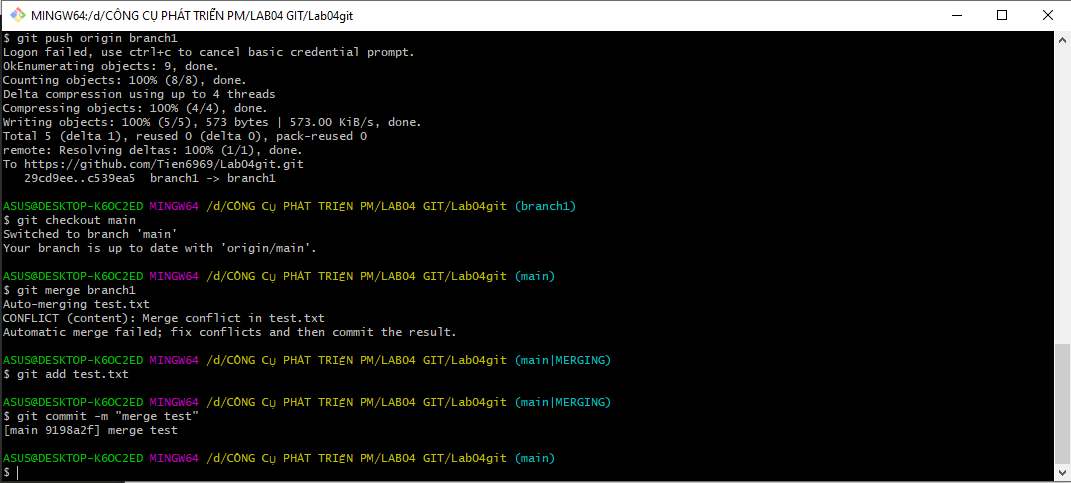 MINGW64:/d/CÔNG CỤ PHÁT TRIỂN PM/LAB04 GIT/Lab04git
$ git push origin branch1
Logon failed, use ctrl+c to cancel basic credential prompt.
0kEnumerating objects: 9, done.
Counting objects: 100% (8/8), done.
Delta compression using up to 4 threads
Compressing objects: 100% (4/4), done.
Writing objects: 100% (5/5), 573 bytes | 573.00 KiB/s, done.
Total 5 (delta 1), reused 0 (delta 0), pack-reused 0
remote: Resolving deltas: 100% (1/1), done.
To https://github.com/Tien6969/Lab04git.git
   29cd9ee..c539ea5  branch1 -> branch1
ASUS@DESKTOP-K6OC2ED MINGW64 /d/CÔNG CỤ PHÁT TRIỂN PM/LAB04 GIT/Lab04git (branch1)
$ git checkout main
Switched to branch 'main'
Your branch is up to date with 'origin/main'.
ASUS@DESKTOP-K6OC2ED MINGW64 /d/CÔNG CỤ PHÁT TRIỂN PM/LAB04 GIT/Lab04git (main)
$ git merge branch1
Auto-merging test.txt
CONFLICT (content): Merge conflict in test.txt
Automatic merge failed; fix conflicts and then commit the result.
ASUS@DESKTOP-K6OC2ED MINGW64 /d/CÔNG CỤ PHÁT TRIỂN PM/LAB04 GIT/Lab04git (main|MERGING)
$ git add test.txt
ASUS@DESKTOP-K6OC2ED MINGW64 /d/CÔNG CỤ PHÁT TRIỂN PM/LAB04 GIT/Lab04git (main|MERGING)
$ git commit -m "merge test"
[main 9198a2f] merge test
ASUS@DESKTOP-K6OC2ED MINGW64 /d/CÔNG CỤ PHÁT TRIỂN PM/LAB04 GIT/Lab04git (main)
$